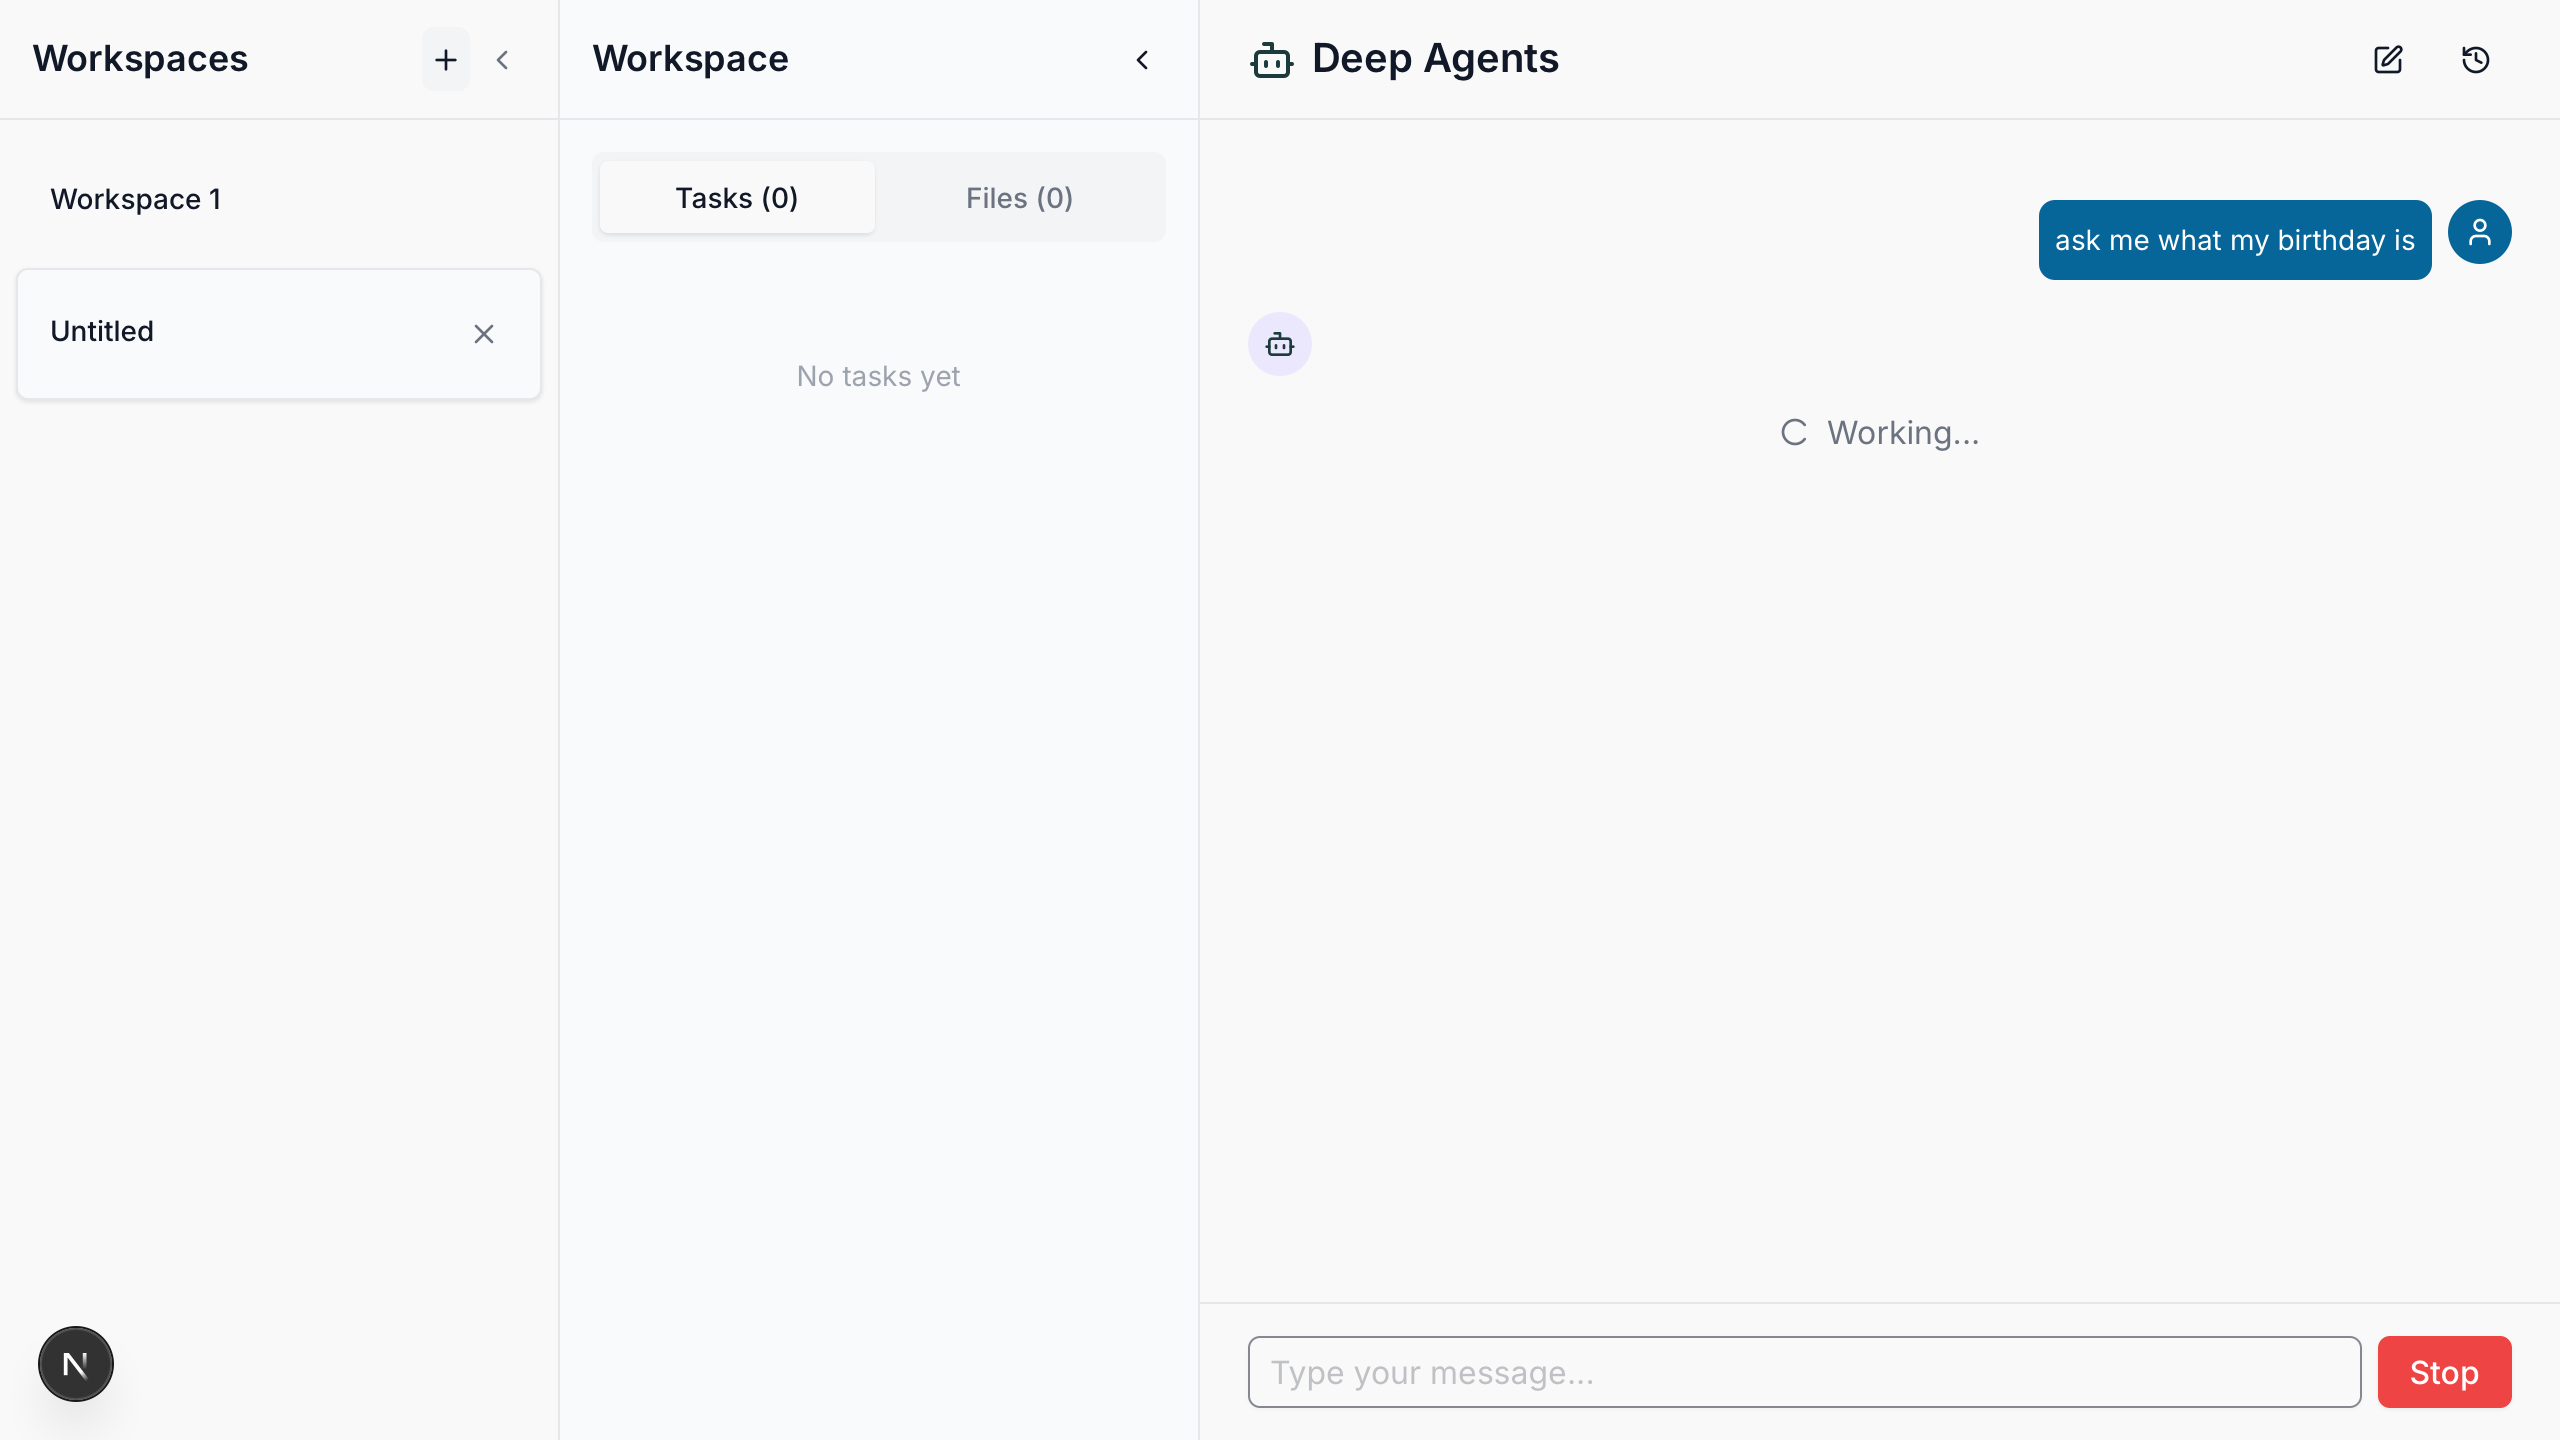 Workspaces
Workspace 1
Untitled
N
Workspace
Tasks (0)
Files (0)
No tasks yet
Deep Agents
ask me what my birthday is
Working...
Type your message...
Stop